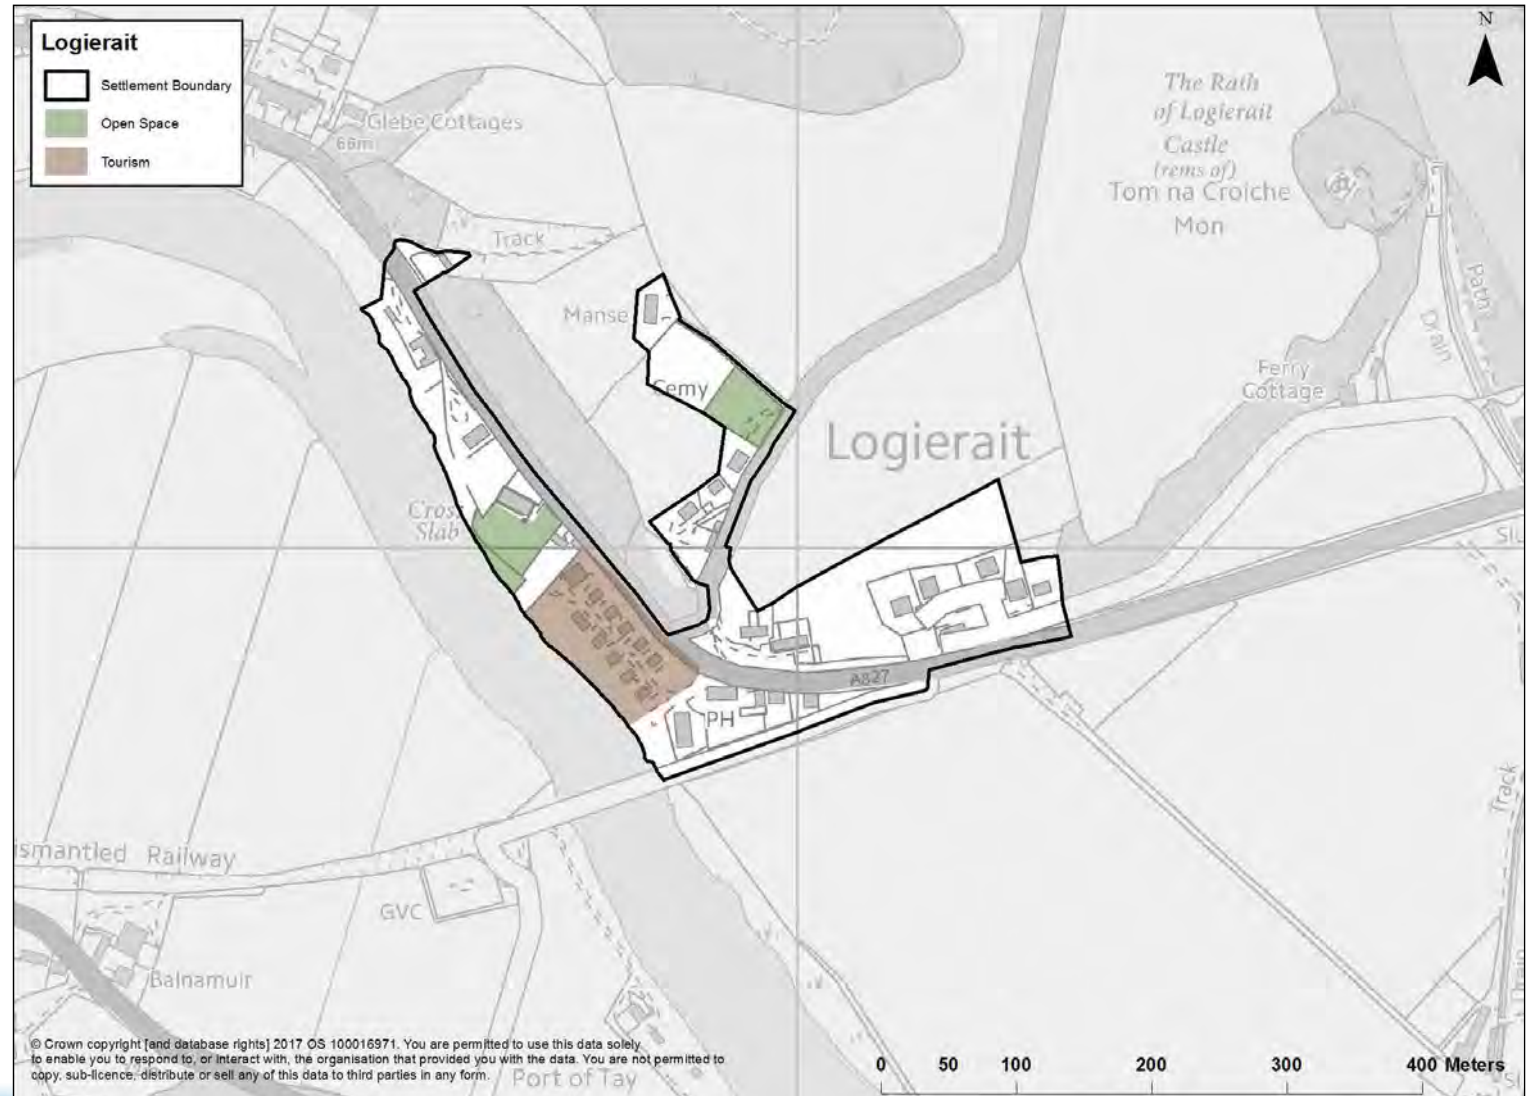 Logierait
Settlement Boundary
Open Space
Tourism
N
Glebe Cottages
66m
The Rath
of Logierait
Castle
(rems of)
Tom na Croiche
Mon
Track
Path
Manse
Drain
Cemy
Ferry
Cottage
Logierait
Cross
Slab
A827
PH
Track
ismantled Railway
GVC
Balnamuir
© Crown copyright [and database rights] 2017 OS 100016971. You are permitted to use this data solely
to enable you to respond to, or interact with, the organisation that provided you with the data. You are not permitted to
copy, sub-licence, distribute or sell any of this data to third parties in any form.
Port of Tay
0 50 100 200 300 400 Meters